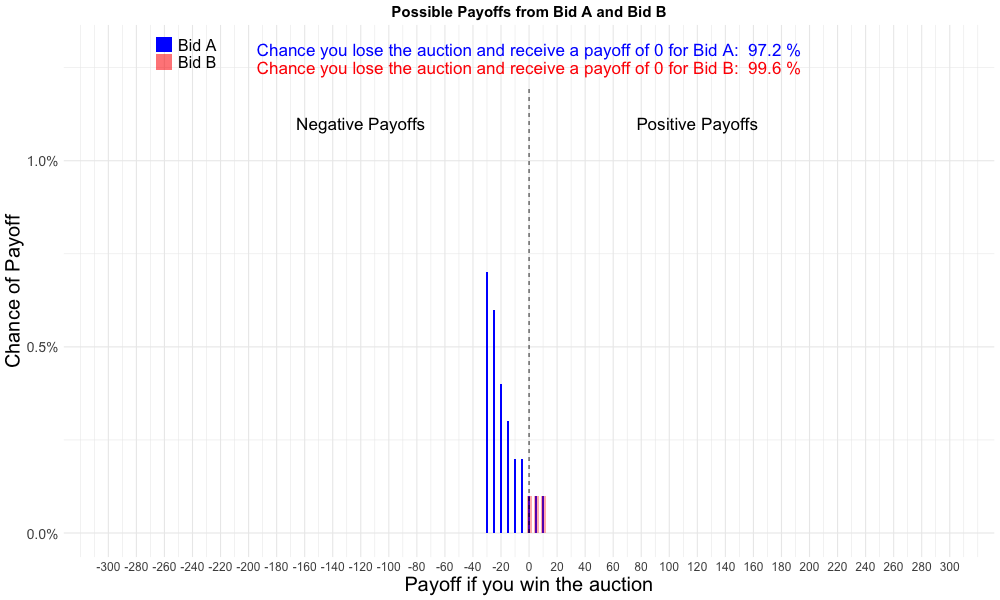 Possible Payoffs from Bid A and Bid B
Bid A
Bid B
Chance you lose the auction and receive a payoff of 0 for Bid A: 97.2 %
Chance you lose the auction and receive a payoff of 0 for Bid B: 99.6 %
Negative Payoffs
Positive Payoffs
Chance of Payoff
1.0%
0.5%
0.0%
-300 -280 -260 -240 -220 -200 -180 -160 -140 -120 -100 -80 -60 -40 -20 0 20 40 60 80 100 120 140 160 180 200 220 240 260 280 300
Payoff if you win the auction